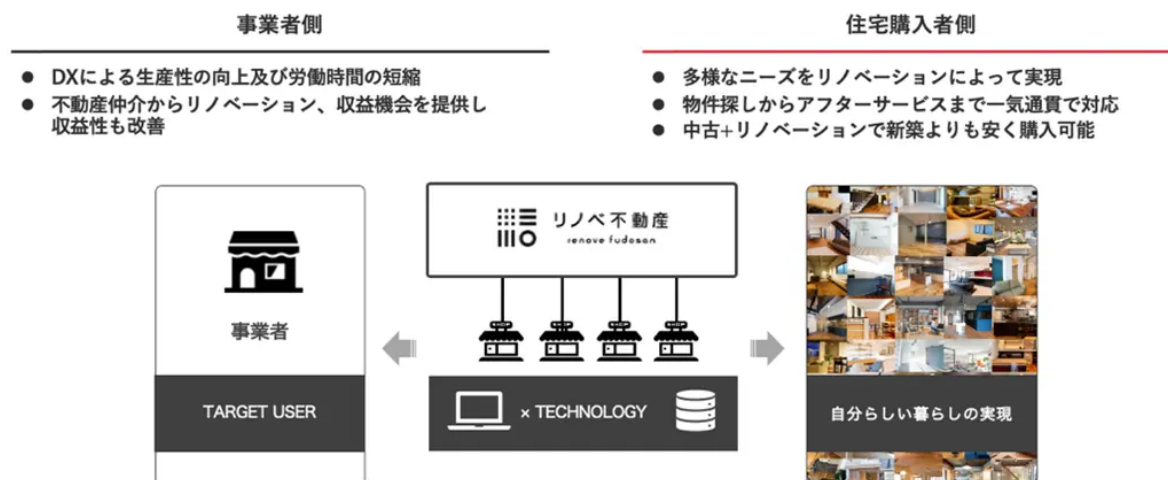 事業者側
● DXによる生産性の向上及び労働時間の短縮
● 不動産仲介からリノベーション、収益機会を提供し
収益性も改善
住宅購入者側
● 多様なニーズをリノベーションによって実現
● 物件探しからアフターサービスまで一気通貫で対応
● 中古+リノベーションで新築よりも安く購入可能
事業者
TARGET USER
リノベ不動産
renove fudosan
SHOP SHOP SHOP SHOP
× TECHNOLOGY
自分らしい暮らしの実現